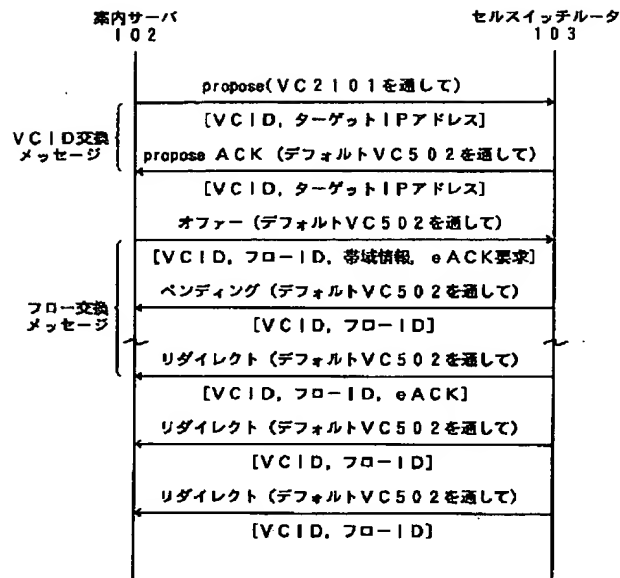 案内サーバ
102
セルスイッチルータ
103
propose(VC2101を通して)
[VCID, ターゲットIPアドレス]
VCID交換
メッセージ
propose ACK (デフォルトVC502を通して)
[VCID, ターゲットIPアドレス]
オファー (デフォルトVC502を通して)
[VCID, フローID, 帯域情報, eACK要求]
フロー交換
メッセージ
ペンディング (デフォルトVC502を通して)
[VCID, フローID]
リダイレクト (デフォルトVC502を通して)
[VCID, フローID, eACK]
リダイレクト (デフォルトVC502を通して)
[VCID, フローID]
リダイレクト (デフォルトVC502を通して)
[VCID, フローID]